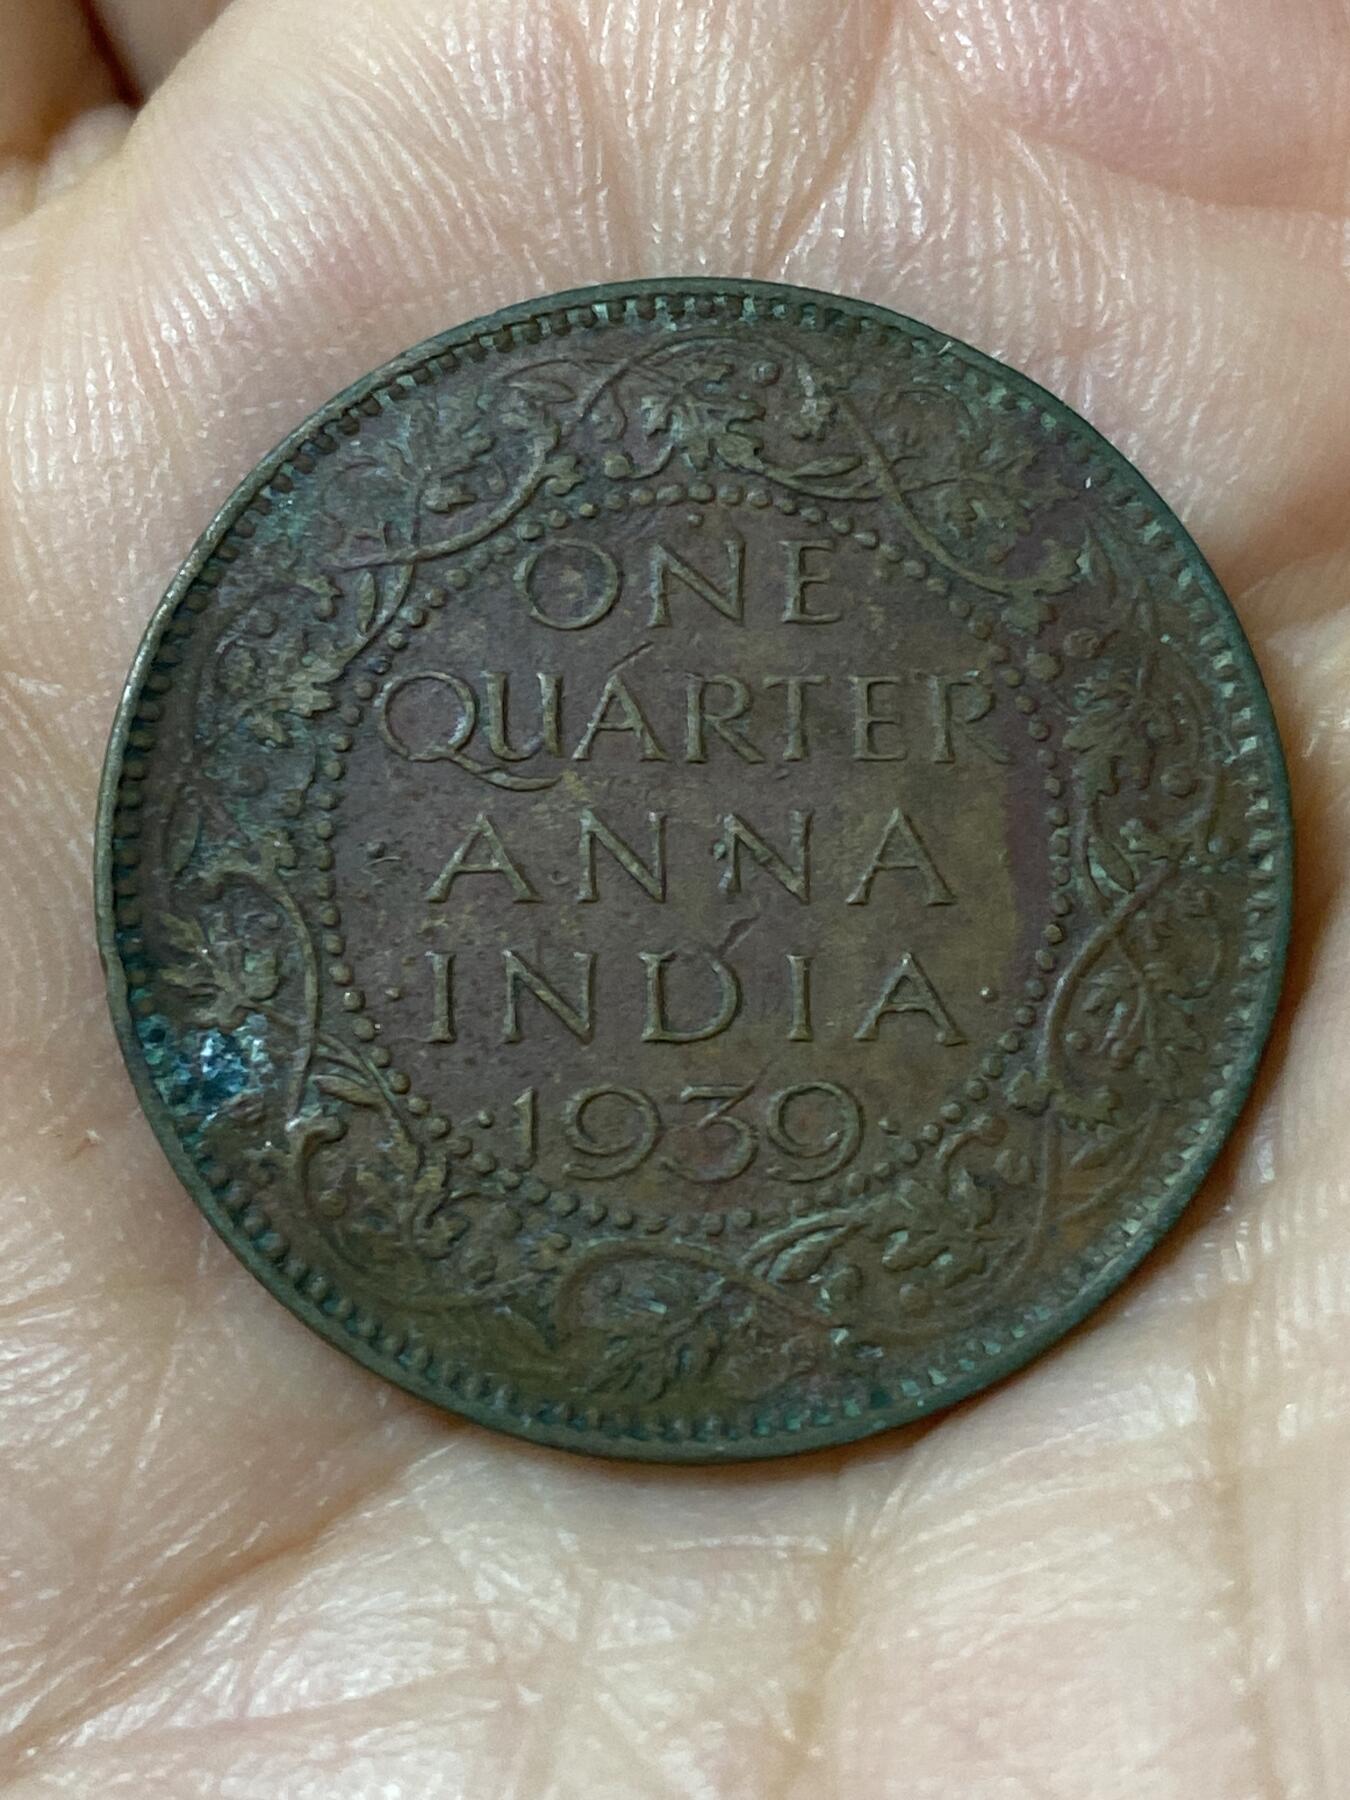 ONE
QUARTER
ANNA
INDIA
1939